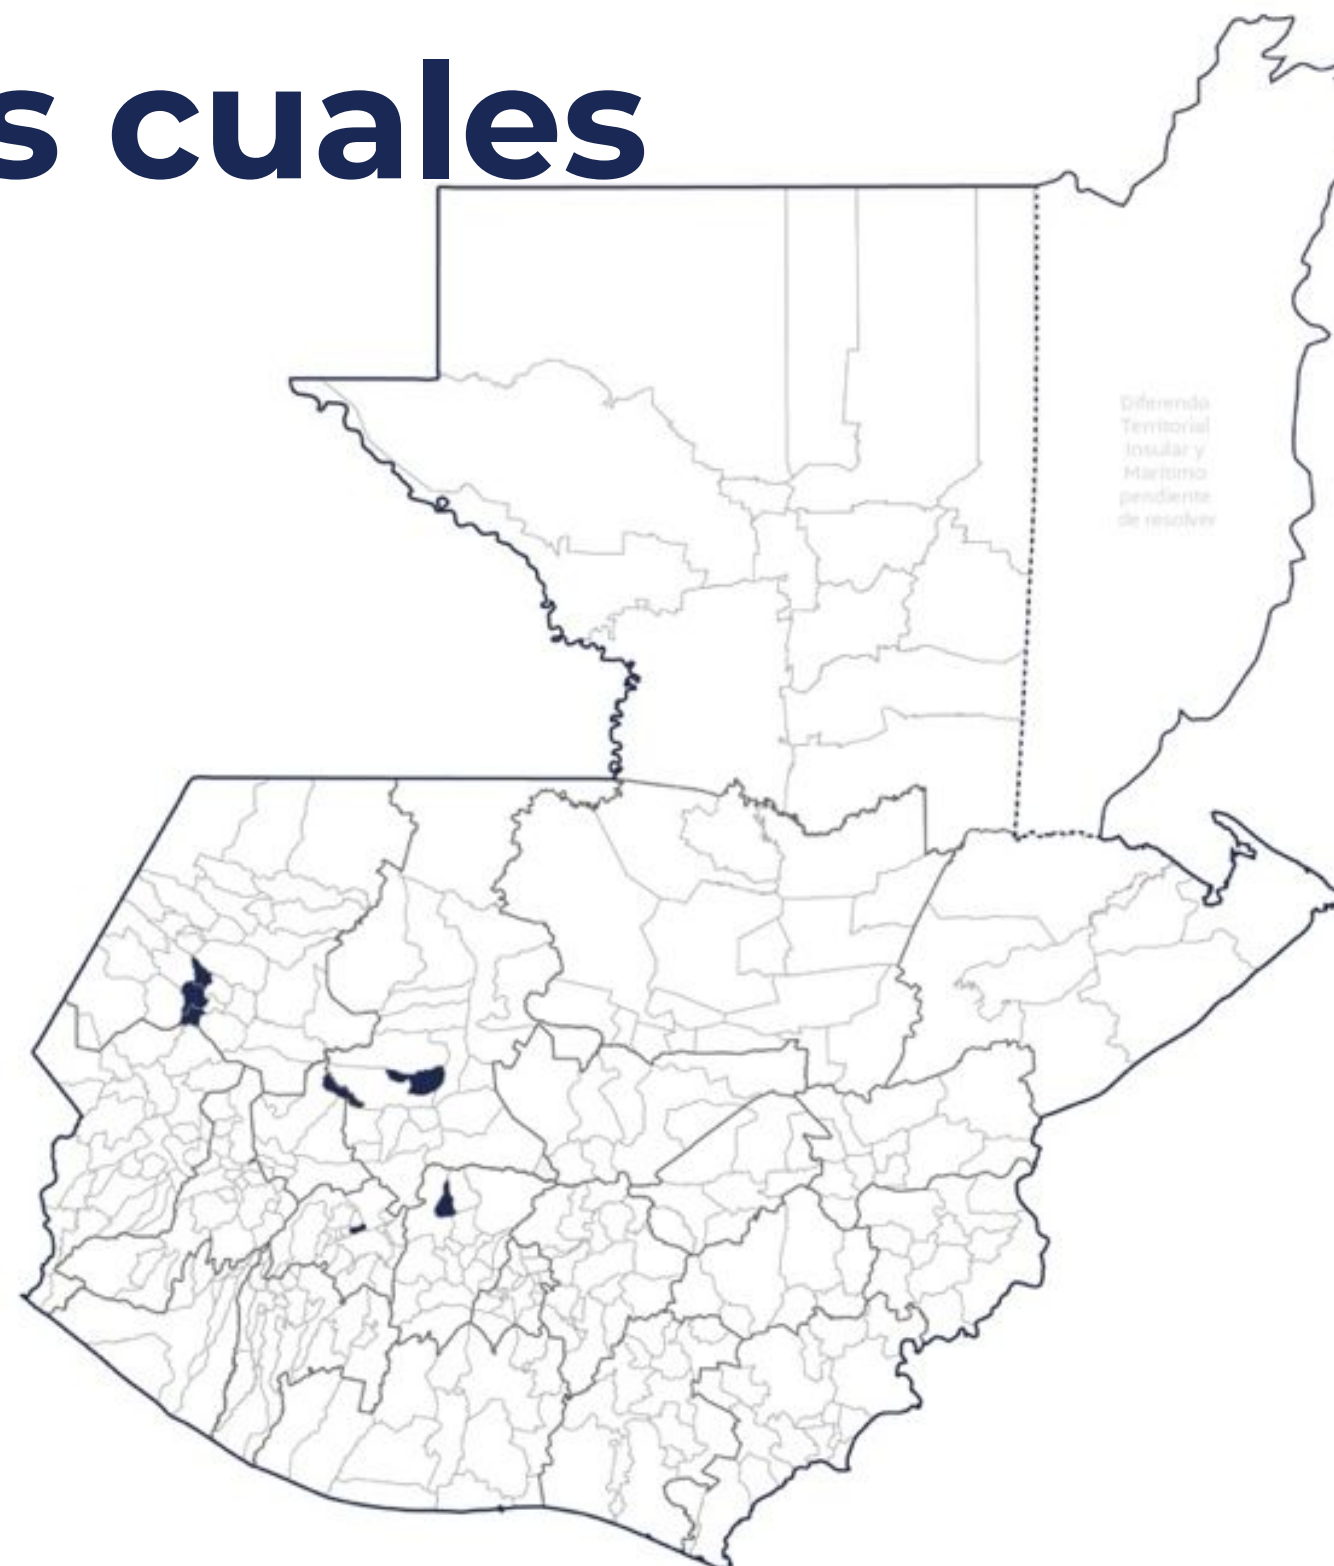 s cuales
Diferendo
Territorial
Insular y
Marítimo
pendiente
de resolver